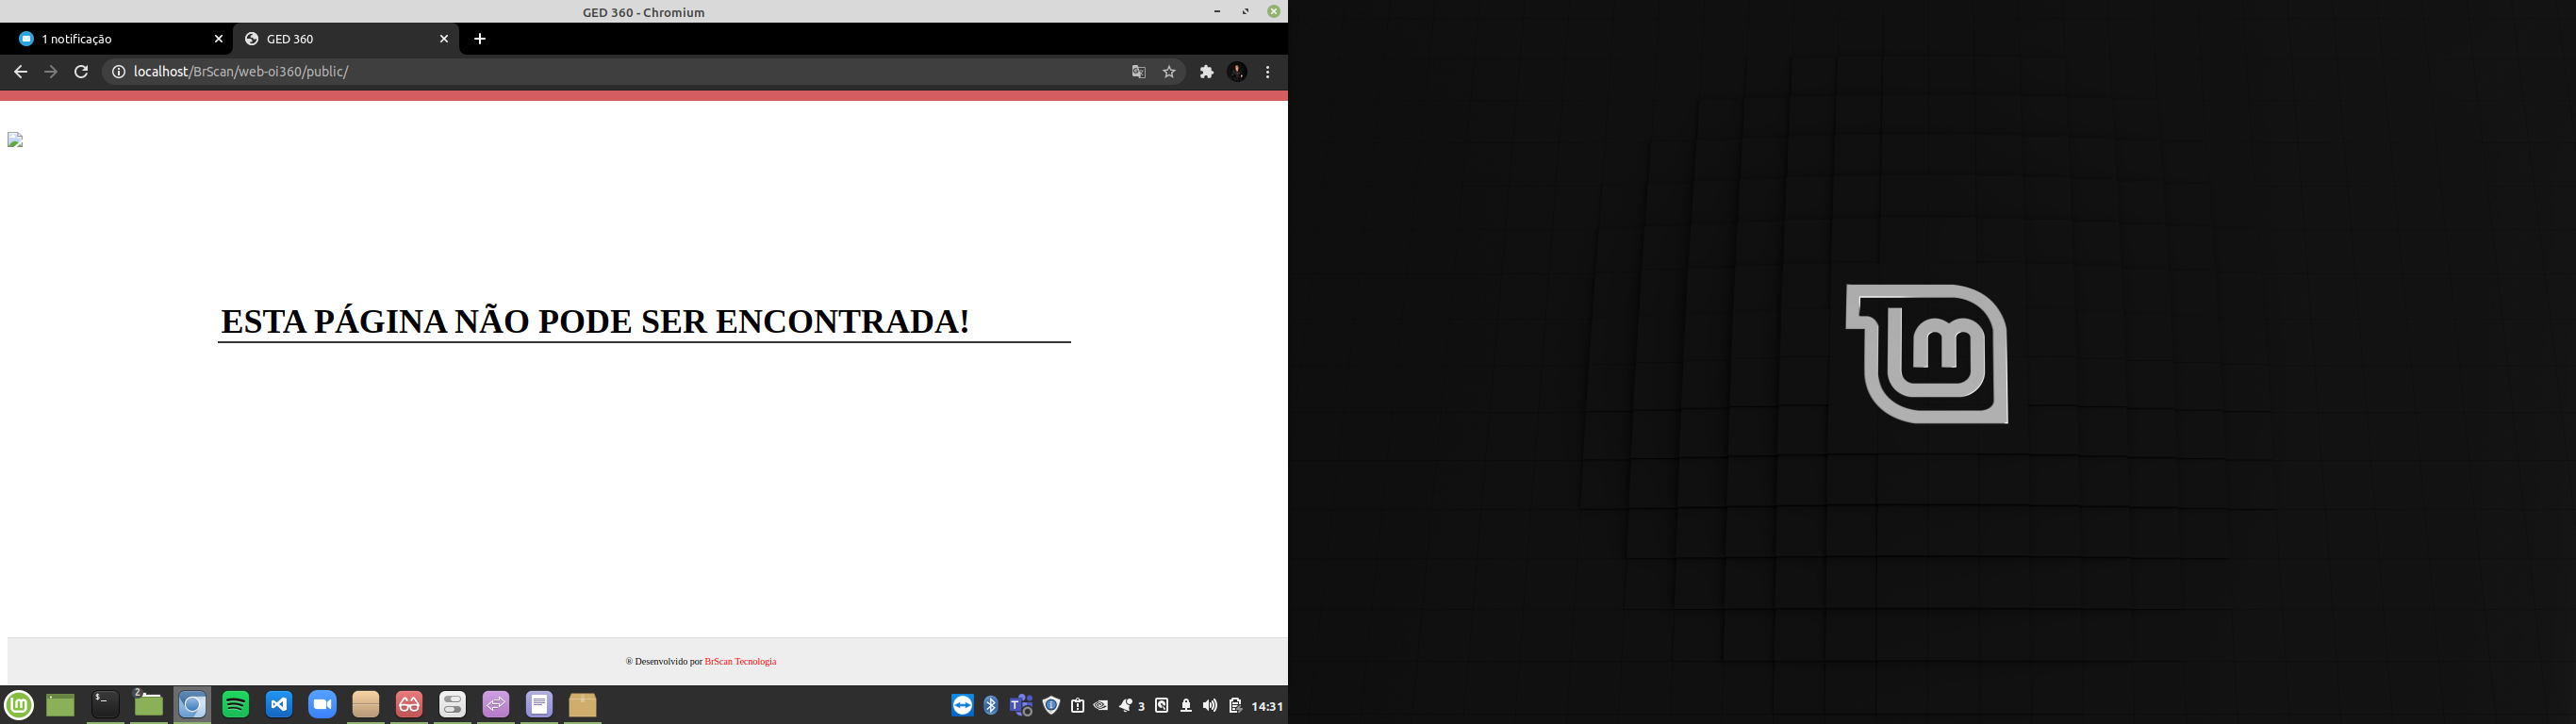 GED 360 - Chromium
1 notificação
GED 360
localhost/BrScan/web-oi360/public/
ESTA PÁGINA NÃO PODE SER ENCONTRADA!
® Desenvolvido por BrScan Tecnologia
$_
2
3
14:31
lm